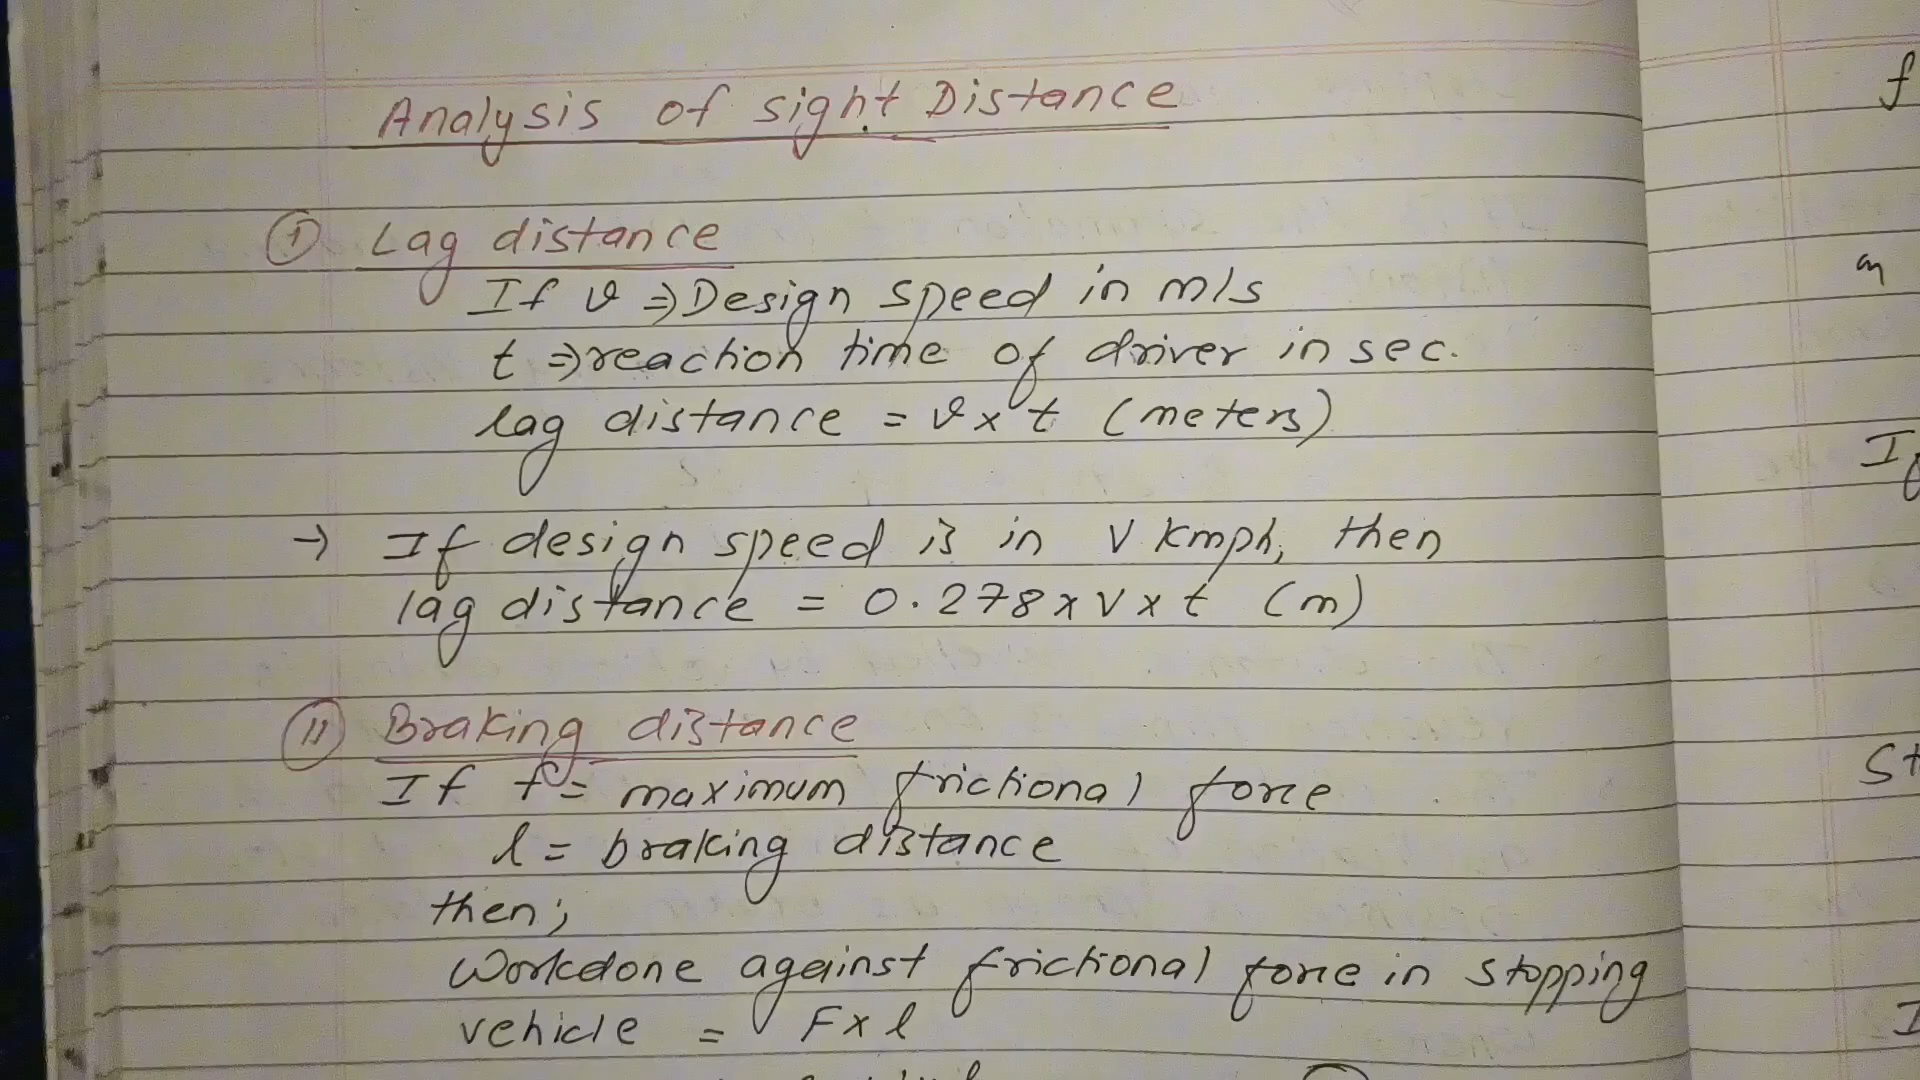 Analysis of sight Distance
I Lag distance
If v ⇒ Design speed in m/s
t ⇒ reaction time of driver in sec.
lag distance = v x t (meters)
→ If design speed is in V Kmph, then
lag distance = 0.278 x V x t (m)
II Braking distance
If f = maximum frictional force
l = braking distance
then;
Workdone against frictional force in stopping
vehicle = F x l
f
m
If
St
I